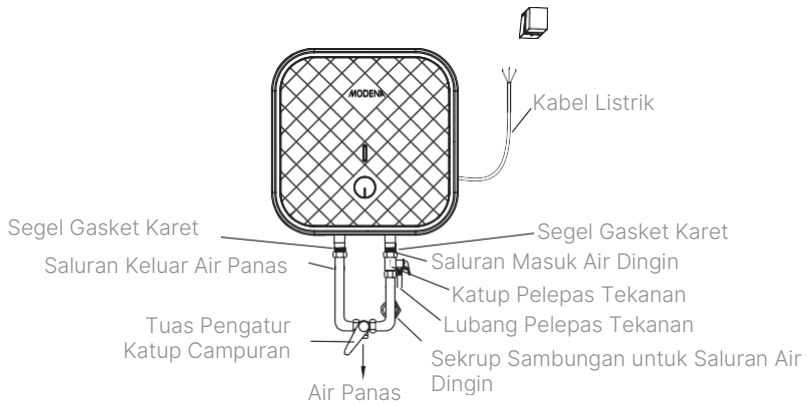 MODENA
Kabel Listrik
Segel Gasket Karet
Saluran Keluar Air Panas
Segel Gasket Karet
Saluran Masuk Air Dingin
Katup Pelepas Tekanan
Lubang Pelepas Tekanan
Tuas Pengatur
Katup Campuran
Sekrup Sambungan untuk Saluran Air
Dingin
Air Panas